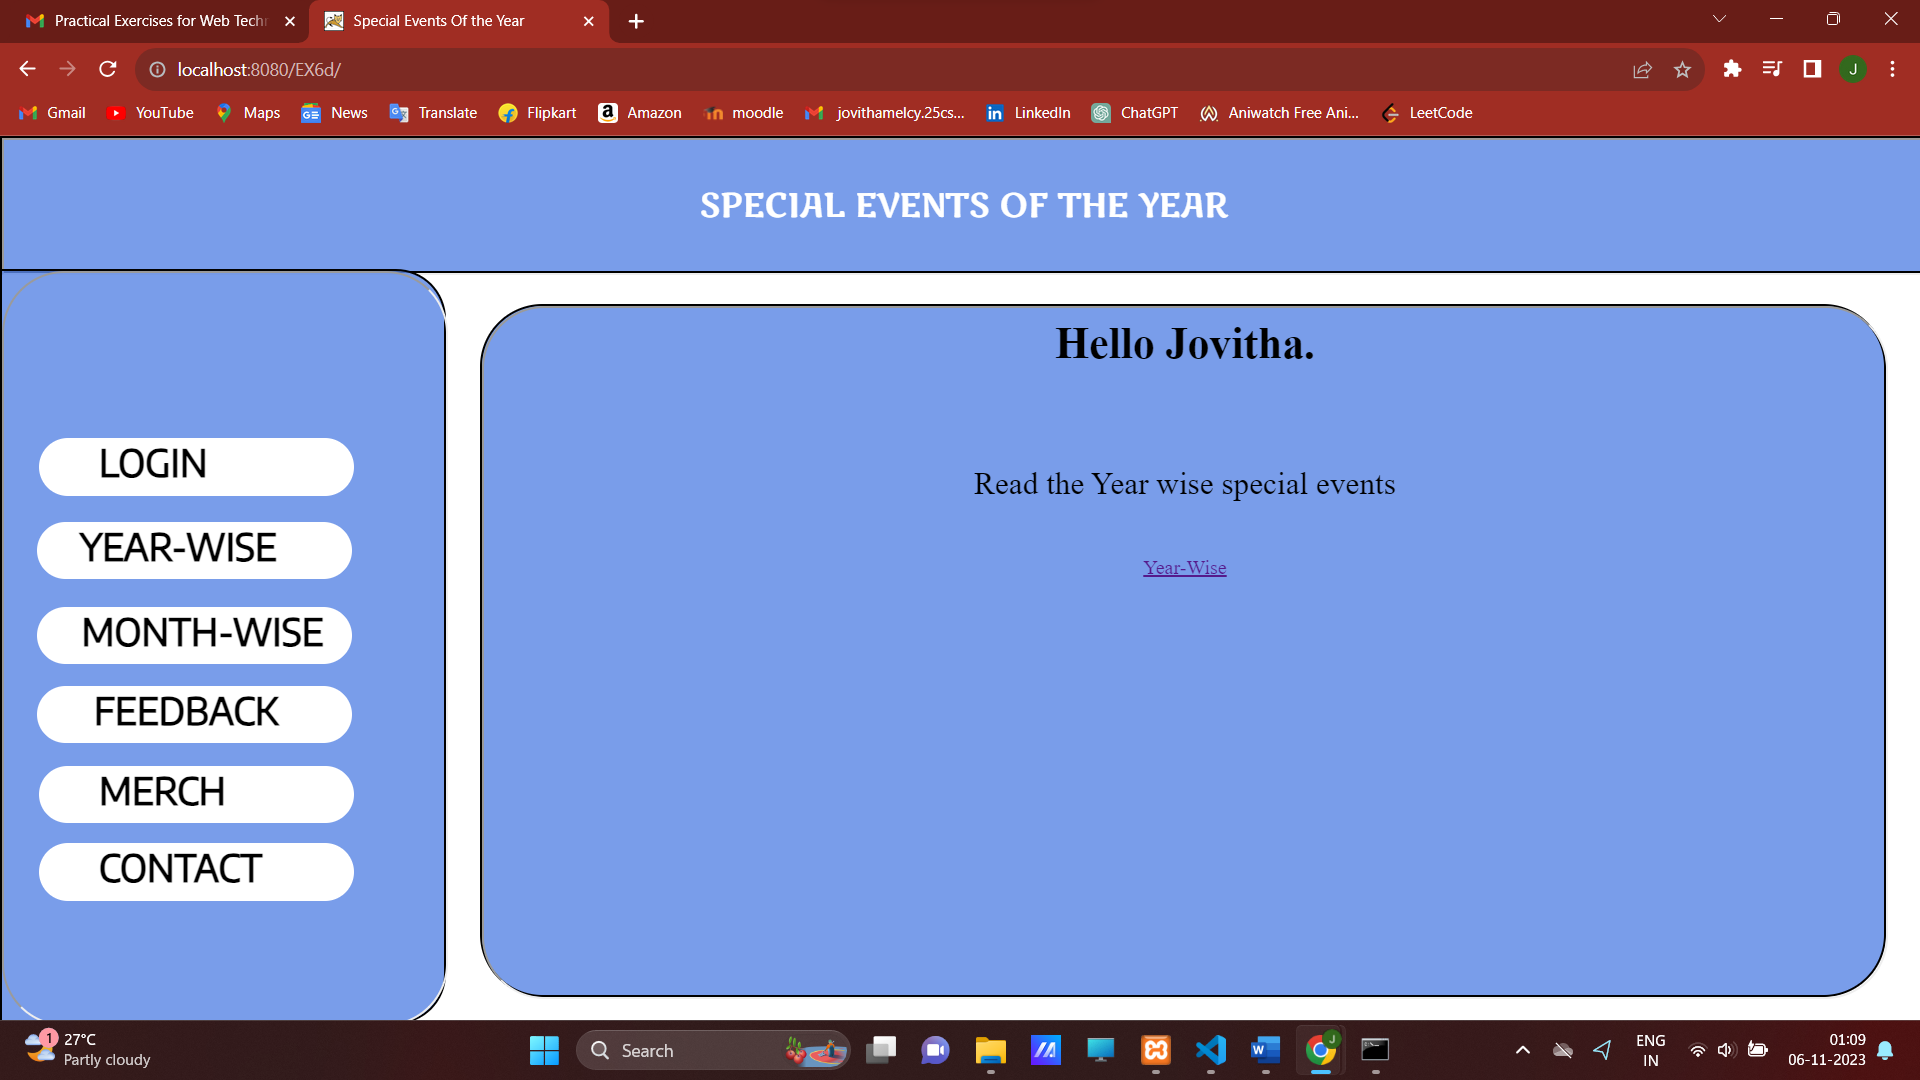 Practical Exercises for Web Techn
Special Events Of the Year
localhost:8080/EX6d/
J
Gmail
YouTube
Maps
News
Translate
Flipkart
Amazon
moodle
jovithamelcy.25cs...
LinkedIn
ChatGPT
Aniwatch Free Ani...
LeetCode
SPECIAL EVENTS OF THE YEAR
Hello Jovitha.
Read the Year wise special events
Year-Wise
LOGIN
YEAR-WISE
MONTH-WISE
FEEDBACK
MERCH
CONTACT
1
27°C
Partly cloudy
Search
J
ENG
IN
01:09
06-11-2023